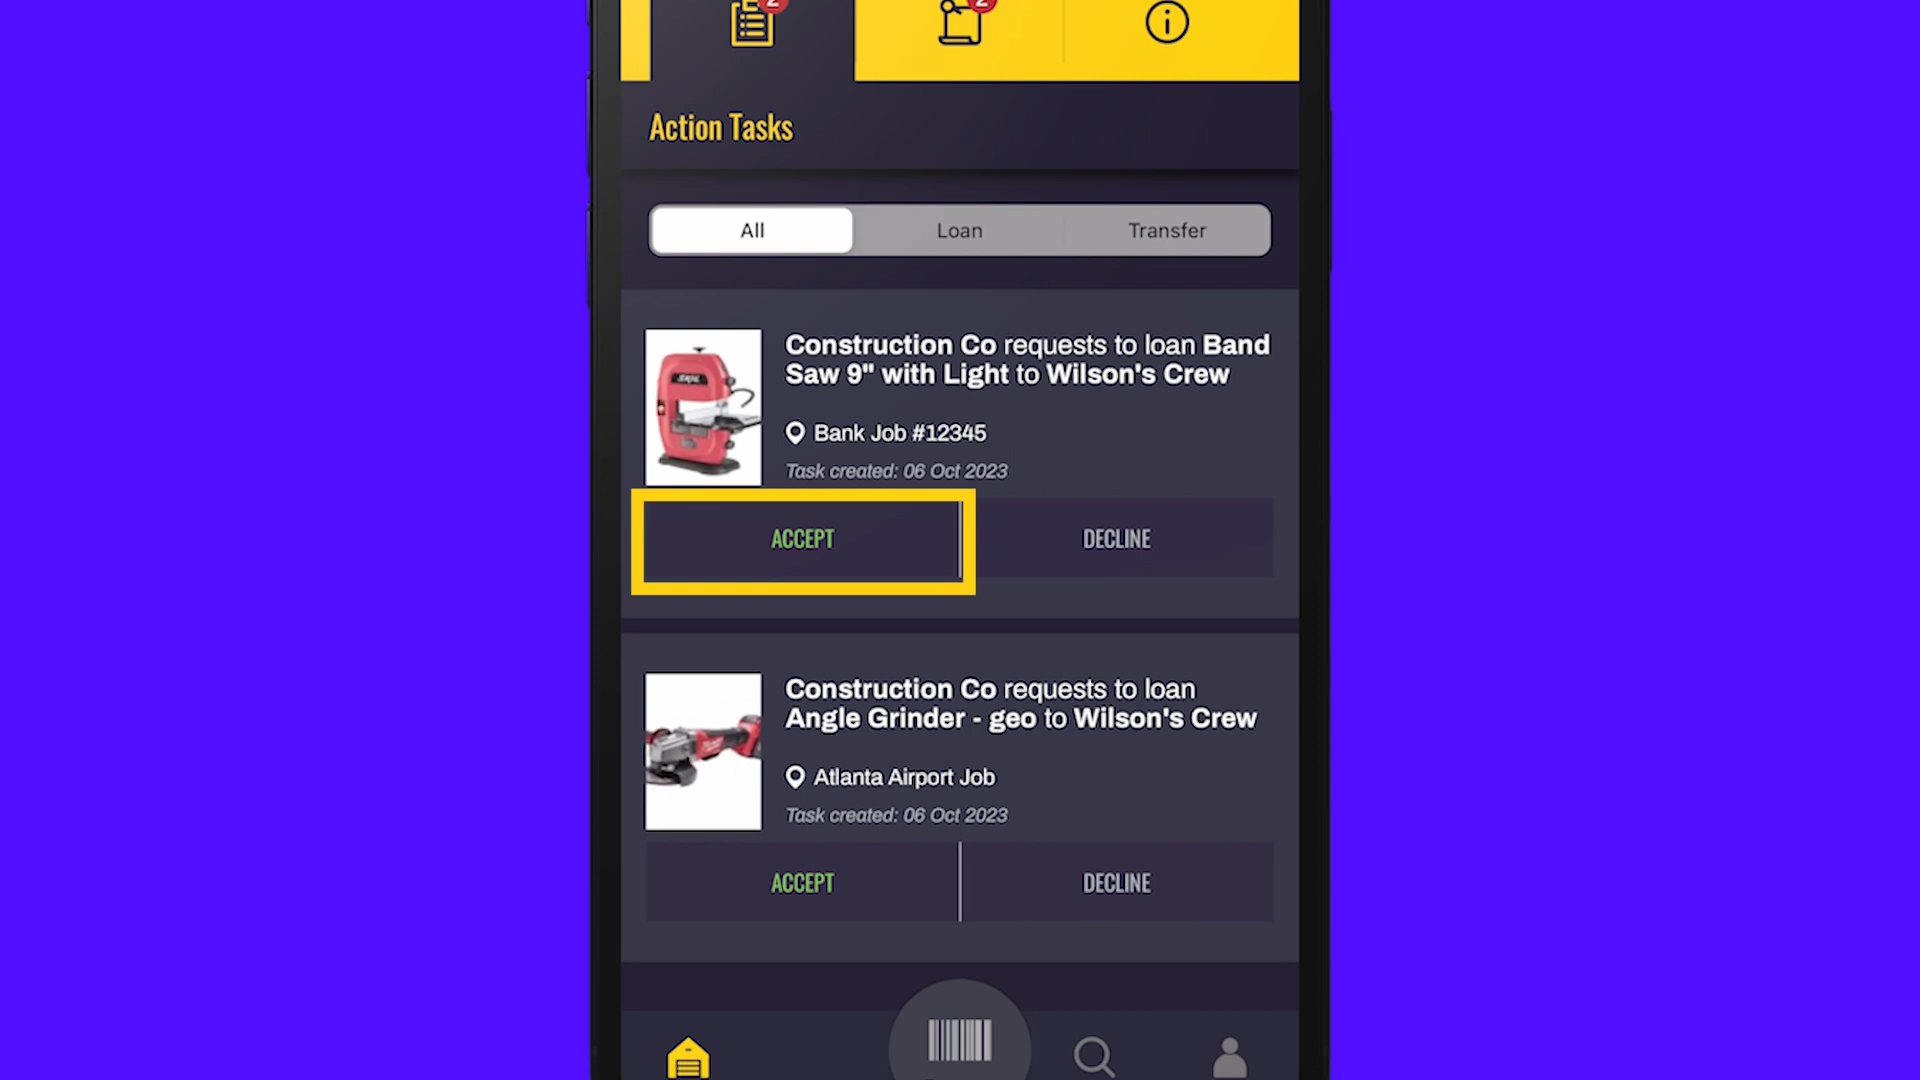 2
2
Action Tasks
All
Loan
Transfer
Construction Co requests to loan Band
Saw 9" with Light to Wilson's Crew
Bank Job #12345
Task created: 06 Oct 2023
ACCEPT
DECLINE
Construction Co requests to loan
Angle Grinder - geo to Wilson's Crew
Atlanta Airport Job
Task created: 06 Oct 2023
ACCEPT
DECLINE